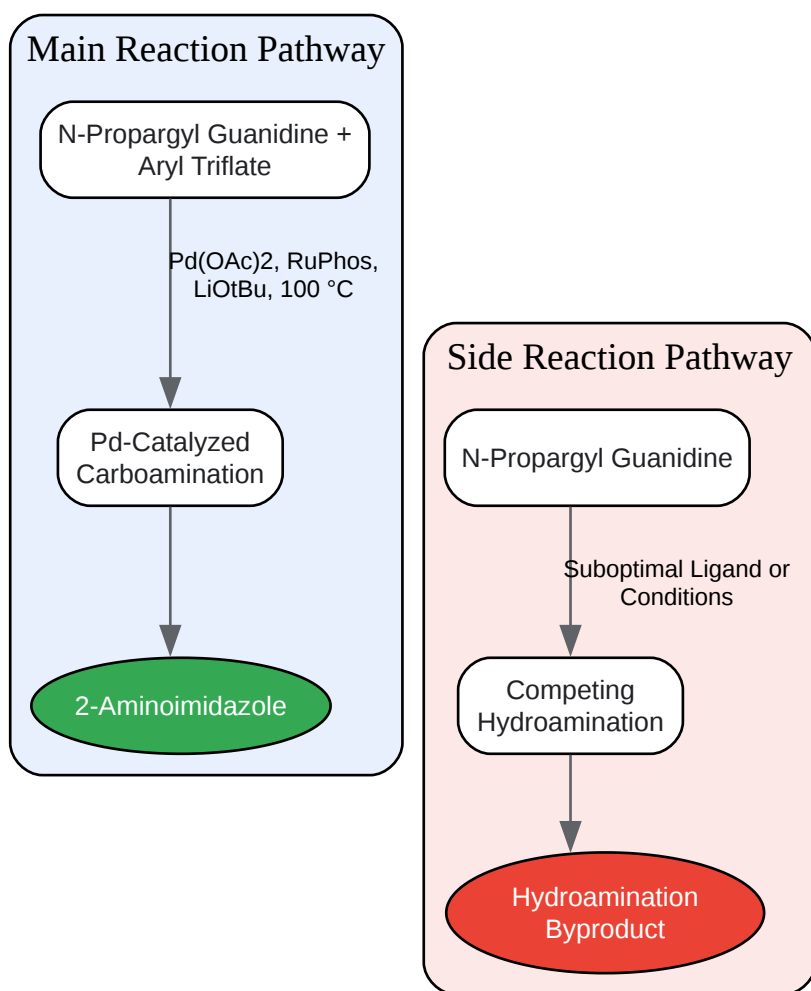 Main Reaction Pathway
N-Propargyl Guanidine +
Aryl Triflate
Pd(OAc)2, RuPhos,
LiOtBu, 100 °C
Pd-Catalyzed
Carboamination
2-Aminoimidazole
Side Reaction Pathway
N-Propargyl Guanidine
Suboptimal Ligand or
Conditions
Competing
Hydroamination
Hydroamination
Byproduct